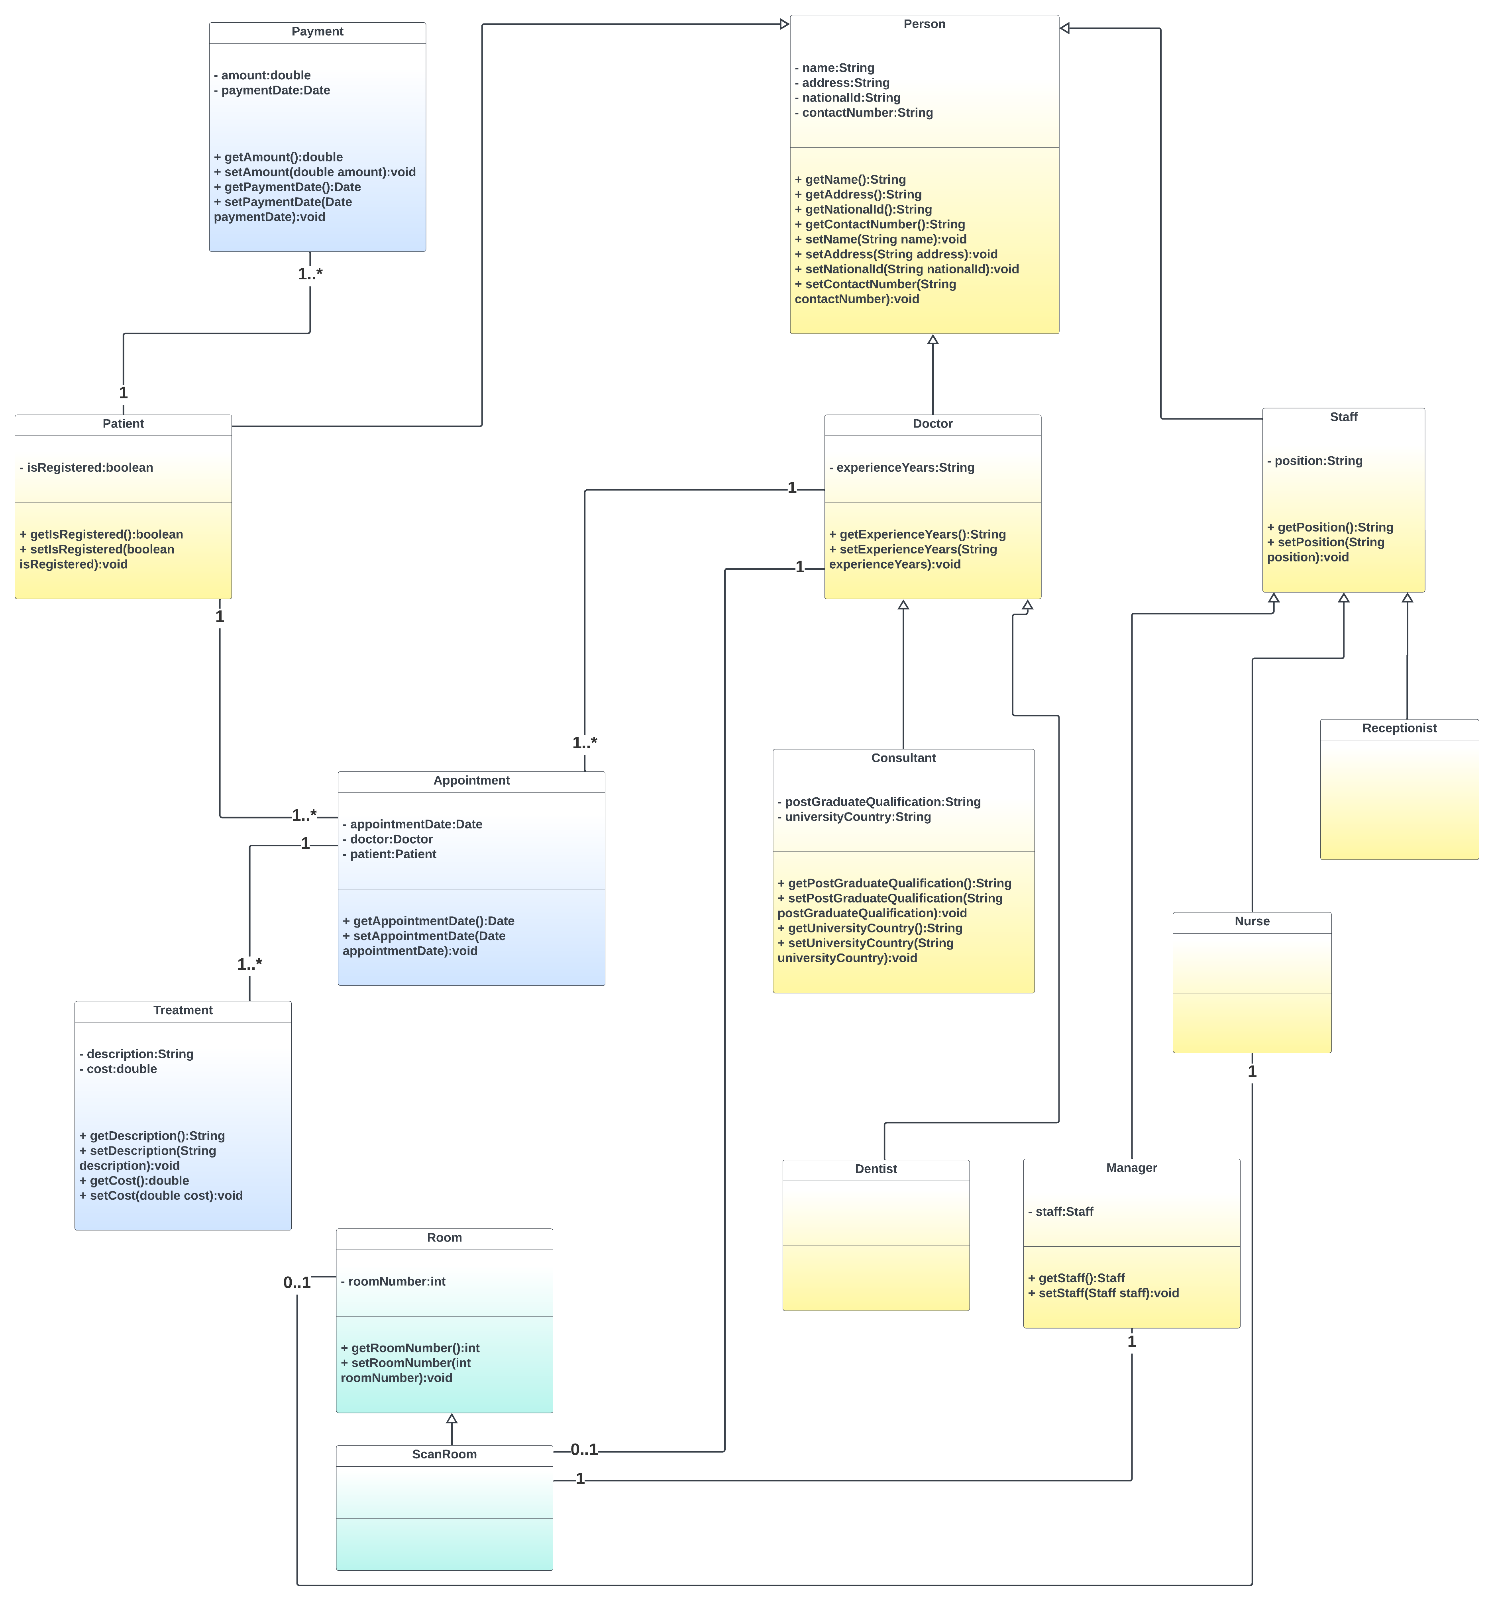 Payment
- amount:double
- paymentDate:Date
+ getAmount():double
+ setAmount(double amount):void
+ getPaymentDate():Date
+ setPaymentDate(Date
paymentDate):void
1..*
1
Person
- name:String
- address:String
- nationalId:String
- contactNumber:String
+ getName():String
+ getAddress():String
+ getNationalId():String
+ getContactNumber():String
+ setName(String name):void
+ setAddress(String address):void
+ setNationalId(String nationalId):void
+ setContactNumber(String
contactNumber):void
Patient
- isRegistered:boolean
+ getIsRegistered():boolean
+ setIsRegistered(boolean
isRegistered):void
1
Doctor
- experienceYears:String
+ getExperienceYears():String
+ setExperienceYears(String
experienceYears):void
1
1
Staff
- position:String
+ getPosition():String
+ setPosition(String
position):void
Receptionist
1..*
1..*
1
Appointment
- appointmentDate:Date
- doctor:Doctor
- patient:Patient
+ getAppointmentDate():Date
+ setAppointmentDate(Date
appointmentDate):void
Consultant
- postGraduateQualification:String
- universityCountry:String
+ getPostGraduateQualification():String
+ setPostGraduateQualification(String
postGraduateQualification):void
+ getUniversityCountry():String
+ setUniversityCountry(String
universityCountry):void
Nurse
1
1..*
Treatment
- description:String
- cost:double
+ getDescription():String
+ setDescription(String
description):void
+ getCost():double
+ setCost(double cost):void
Dentist
Manager
- staff:Staff
+ getStaff():Staff
+ setStaff(Staff staff):void
1
Room
- roomNumber:int
+ getRoomNumber():int
+ setRoomNumber(int
roomNumber):void
0..1
ScanRoom
0..1
1